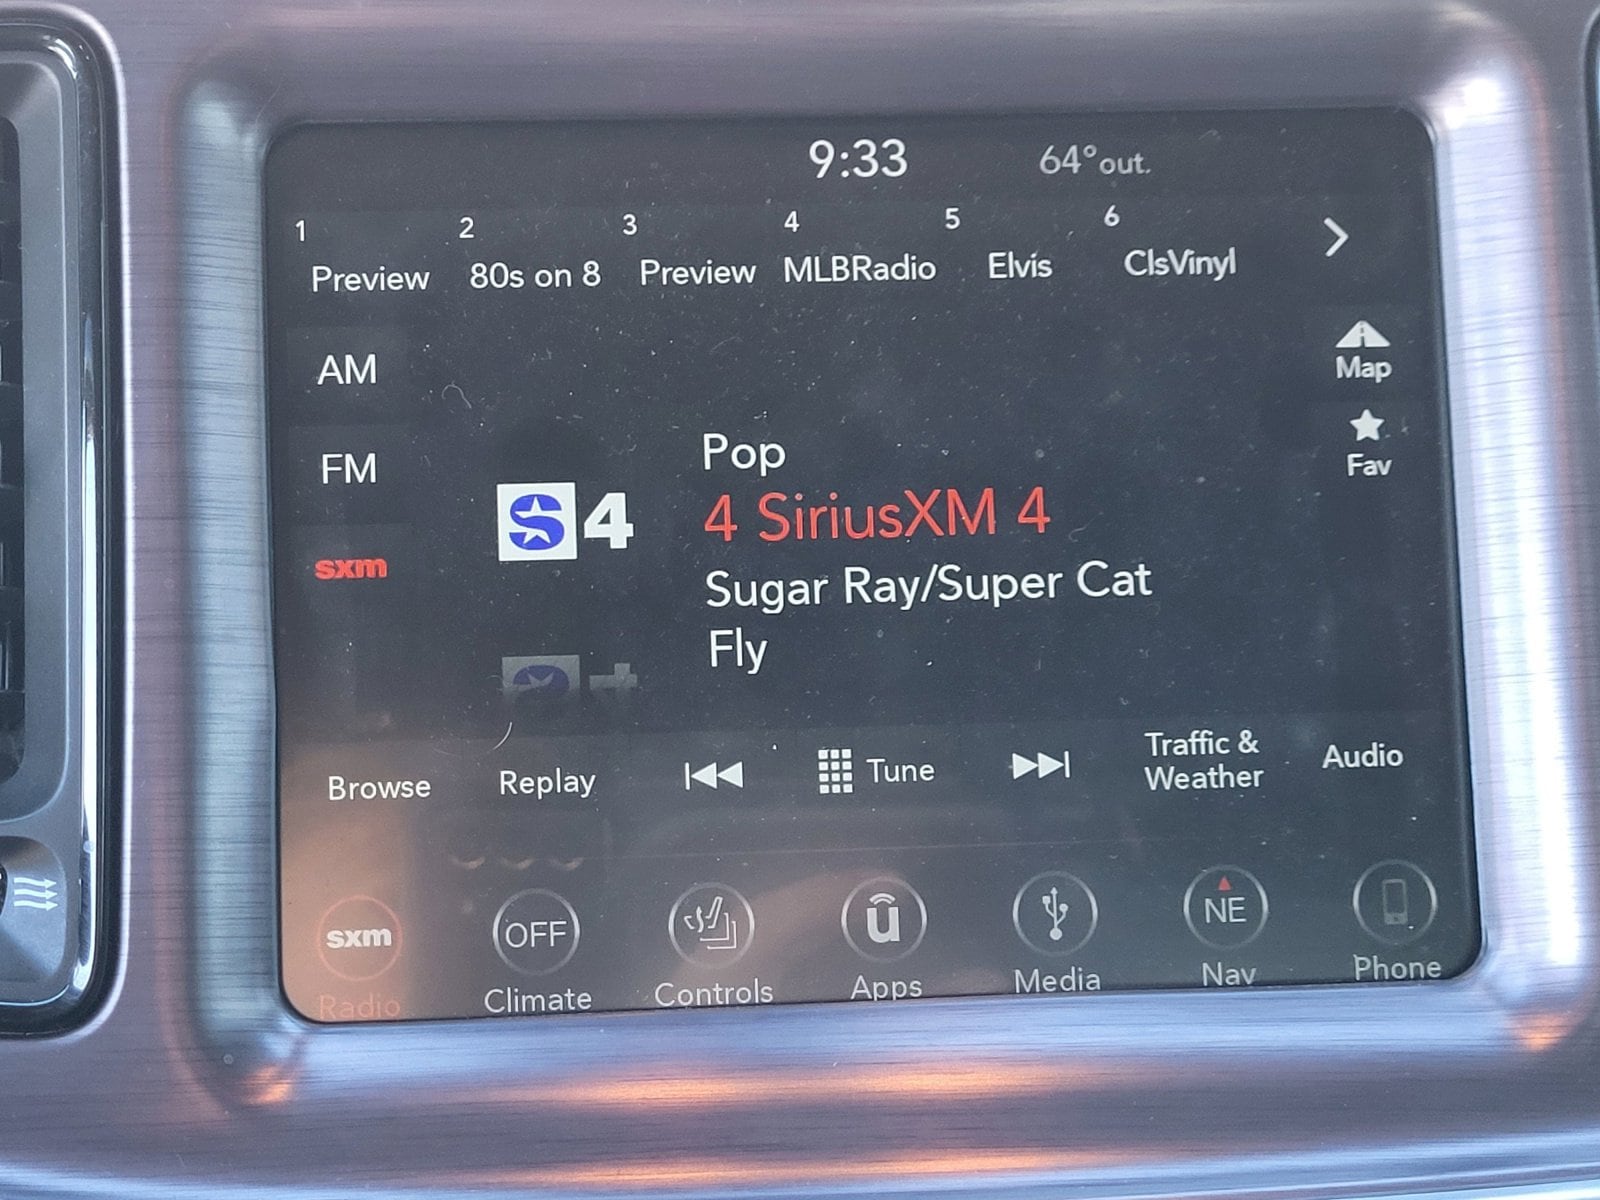 9:33 64° out.
1 2 3 4 5 6
Preview 80s on 8 Preview MLBRadio Elvis ClsVinyl
AM
Map
FM
Fav
Pop
S 4
4 SiriusXM 4
sxm
Sugar Ray/Super Cat
Fly
Browse Replay Tune Traffic & Audio
Weather
sxm OFF u NE
Radio Climate Controls Apps Media Nav Phone